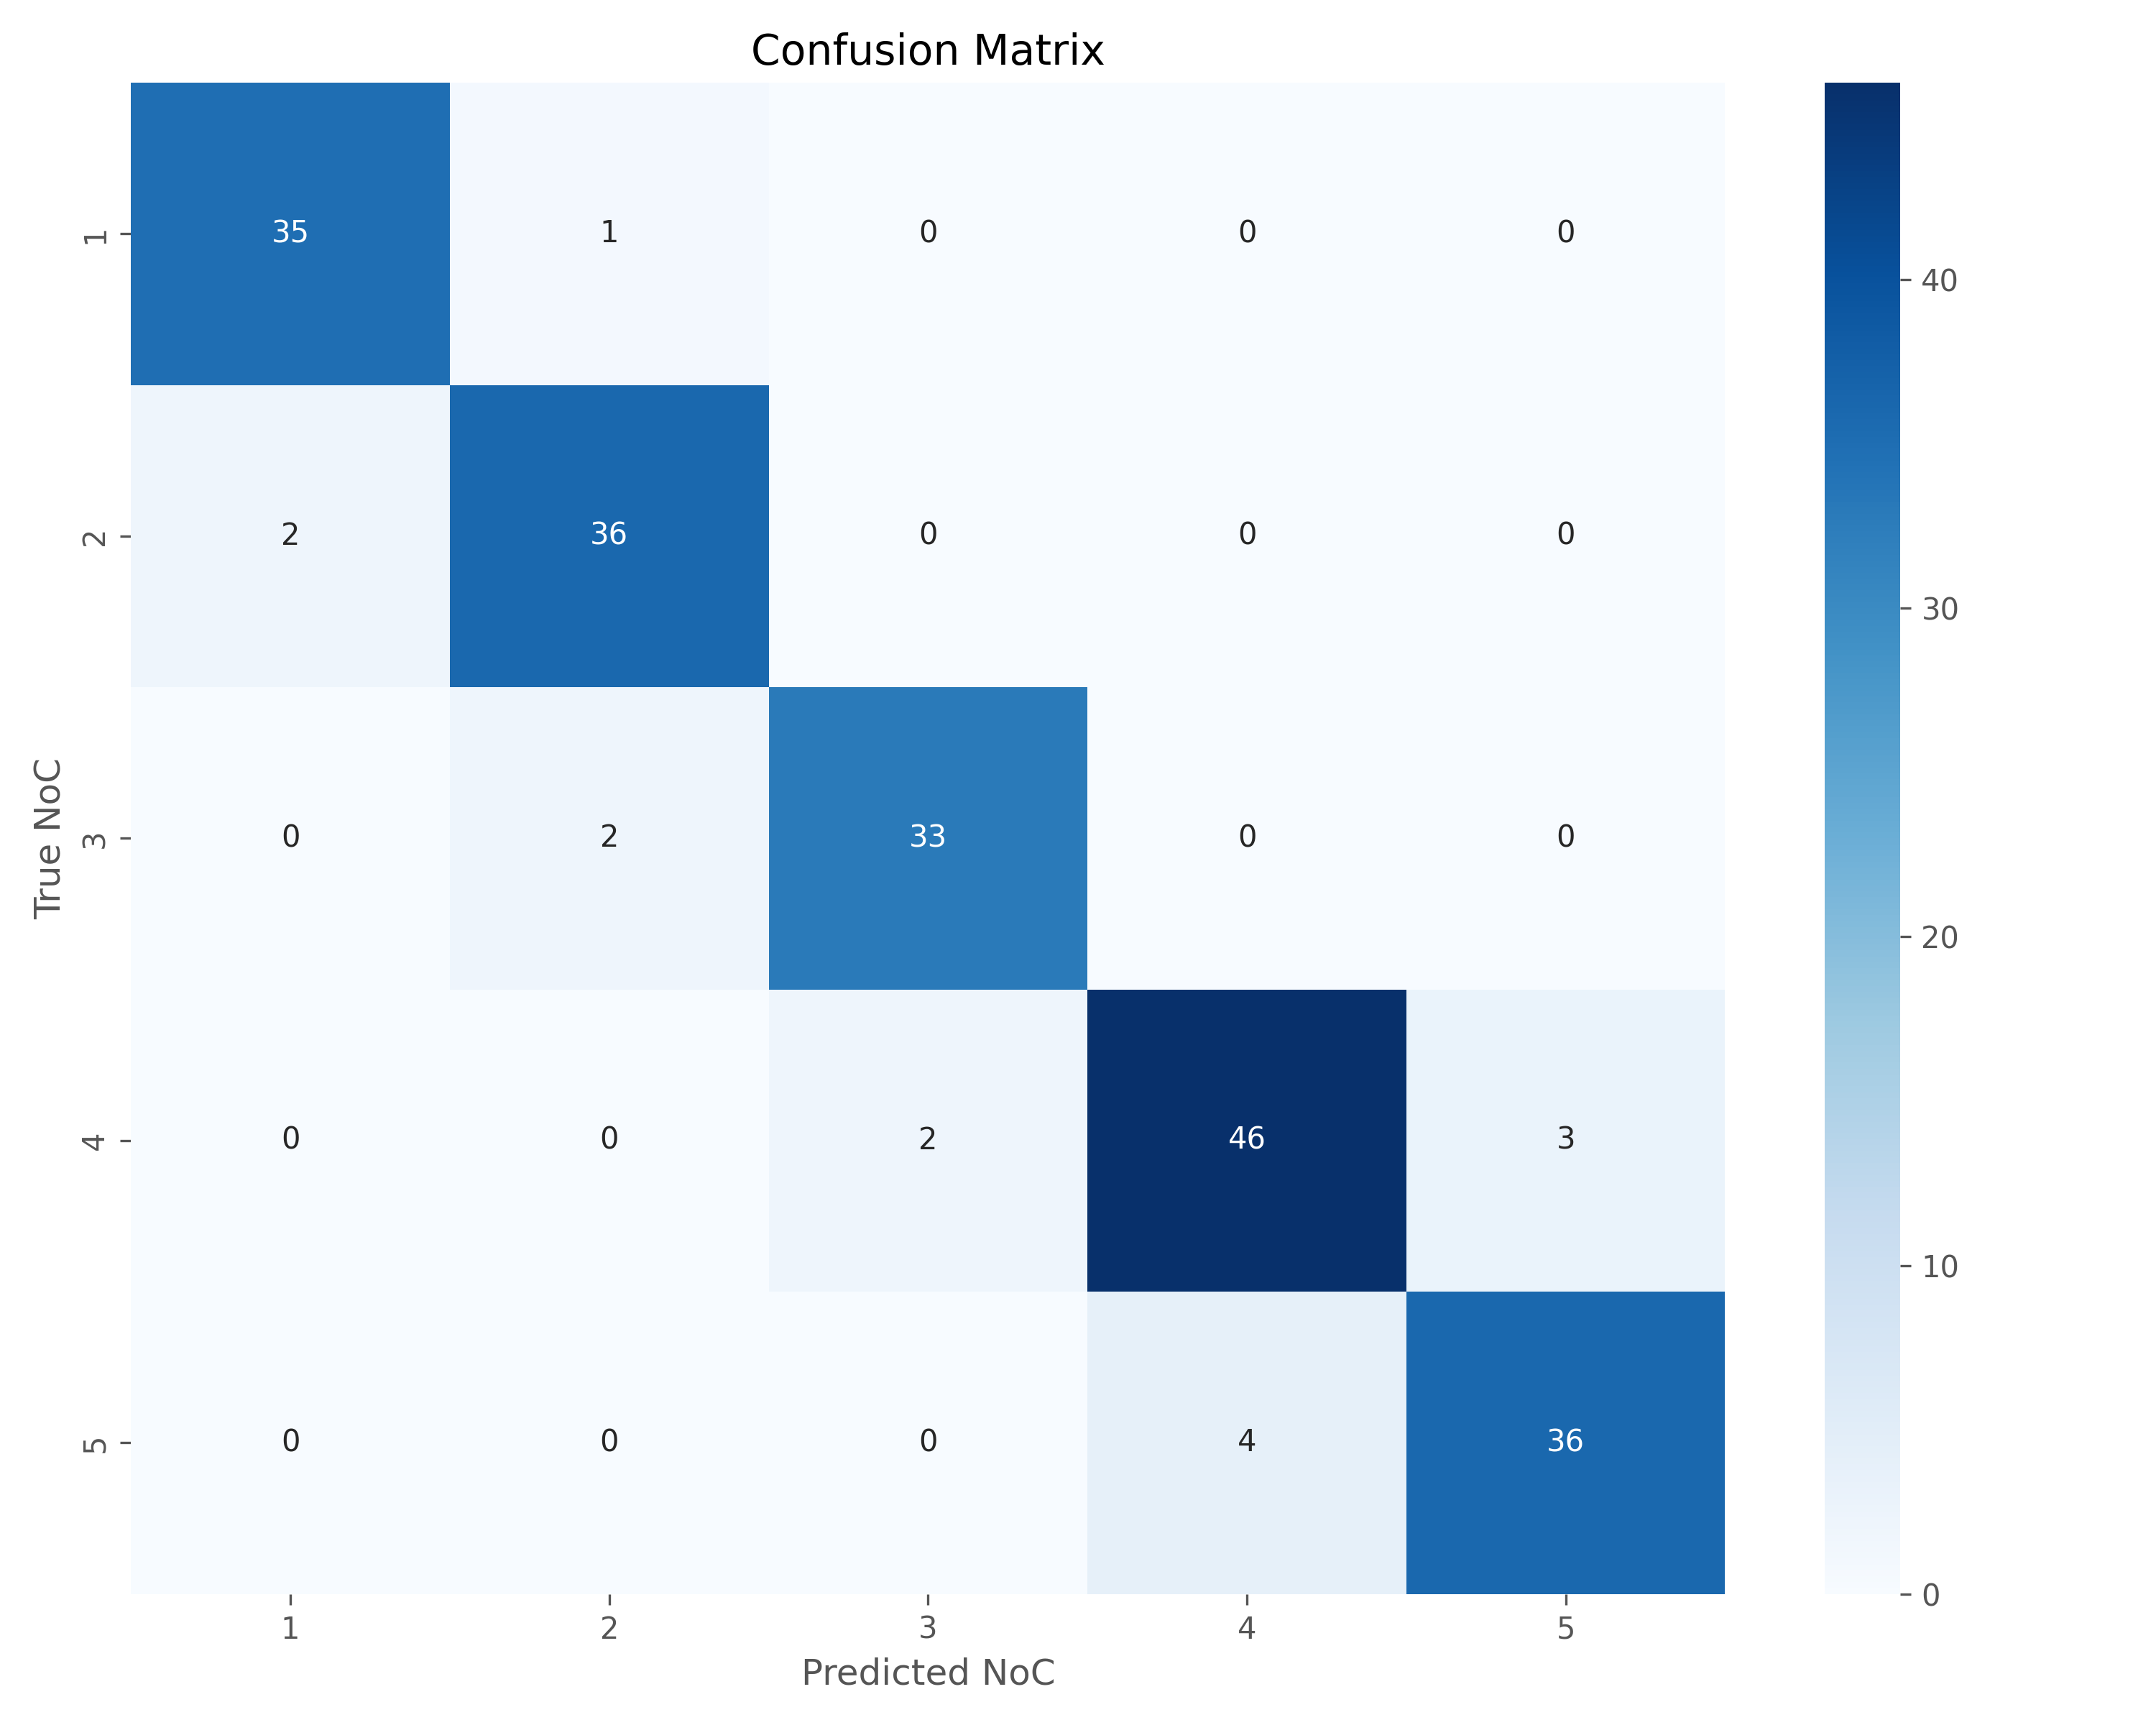 Confusion Matrix
True NoC
1 35 1 0 0 0
2 2 36 0 0 0
3 0 2 33 0 0
4 0 0 2 46 3
5 0 0 0 4 36
1 2 3 4 5
Predicted NoC
40
30
20
10
0